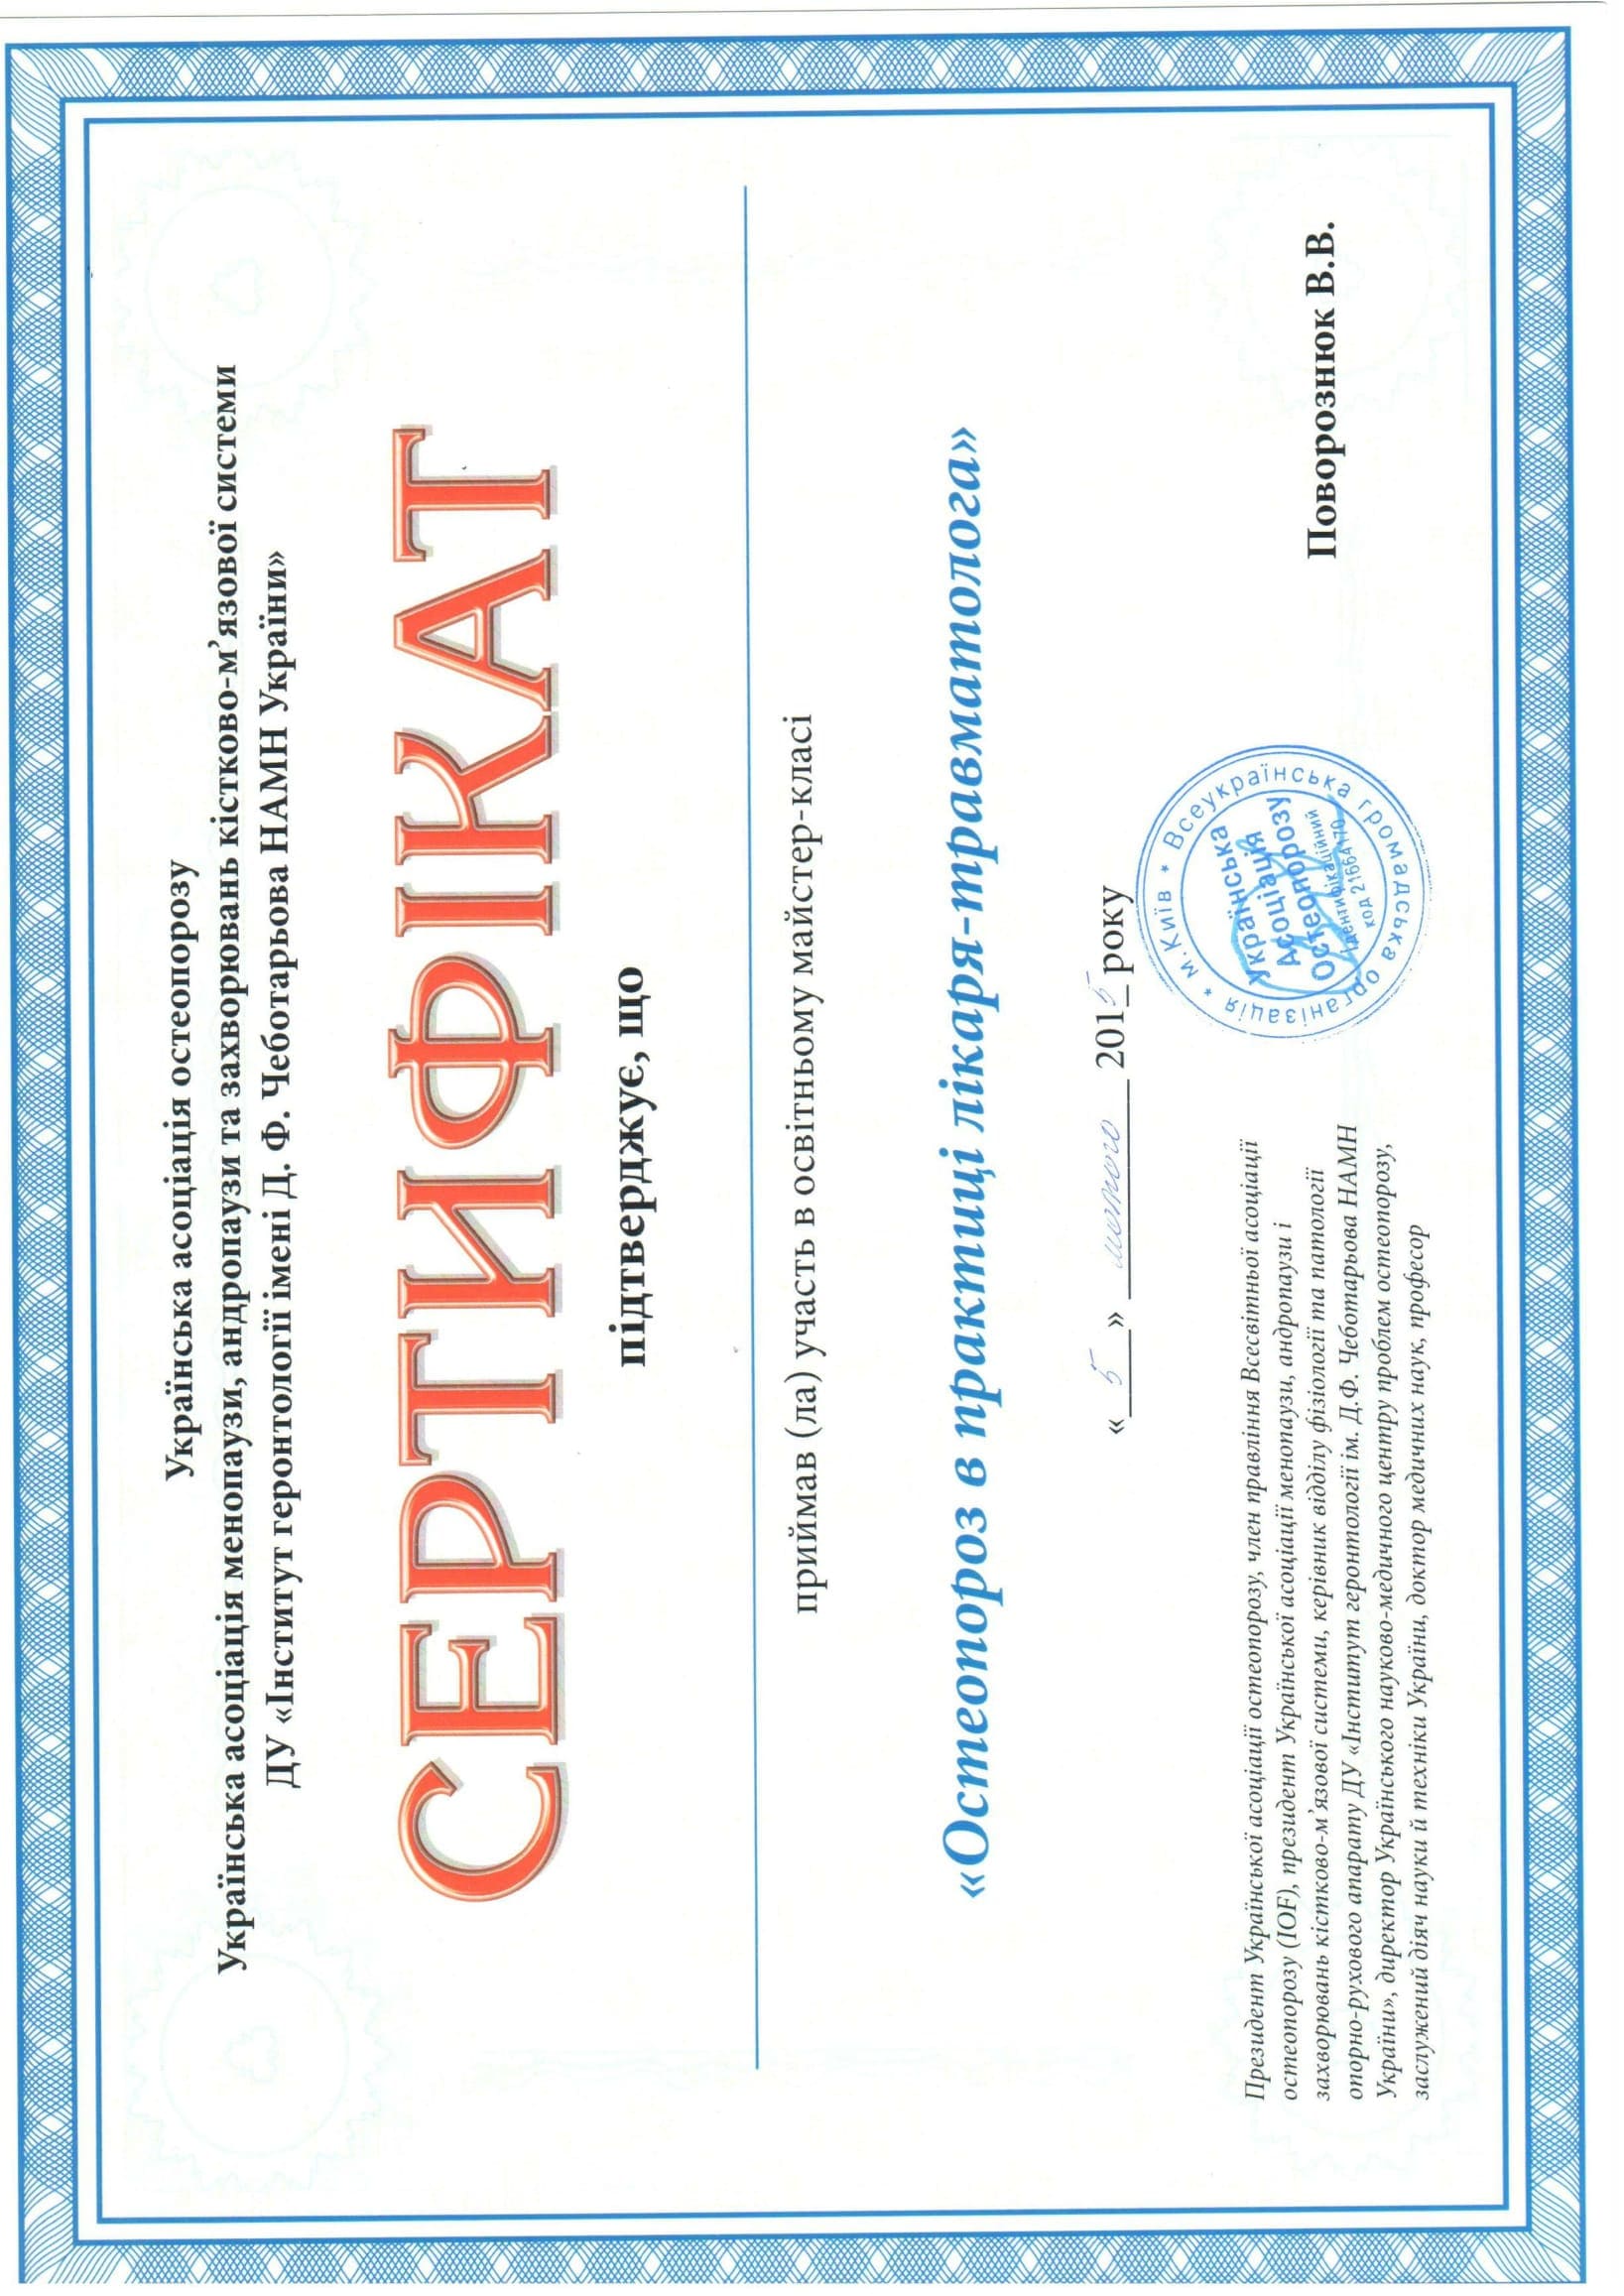 Українська асоціація остеопорозу
Українська асоціація менопаузи, андропаузи та захворювань кістково-м’язової системи
ДУ «Інститут геронтології імені Д. Ф. Чеботарьова НАМН України»
СЕРТИФІКАТ
підтверджує, що
приймав (ла) участь в освітньому майстер-класі
«Остеопороз в практиці лікаря-травматолога»
« 5 » лютого 2015 року
Президент Української асоціації остеопорозу, член правління Всесвітньої асоціації
остеопорозу (IOF), президент Української асоціації менопаузи, андропаузи і
захворювань кістково-м’язової системи, керівник відділу фізіології та патології
опорно-рухового апарату ДУ «Інститут геронтології ім. Д.Ф. Чеботарьова НАМН
України», директор Українського науково-медичного центру проблем остеопорозу,
заслужений діяч науки й техніки України, доктор медичних наук, професор
* м. Київ * Всеукраїнська громадська організація
Українська
Асоціація
Остеопорозу
Ідентифікаційний
код 21664170
Поворознюк В.В.